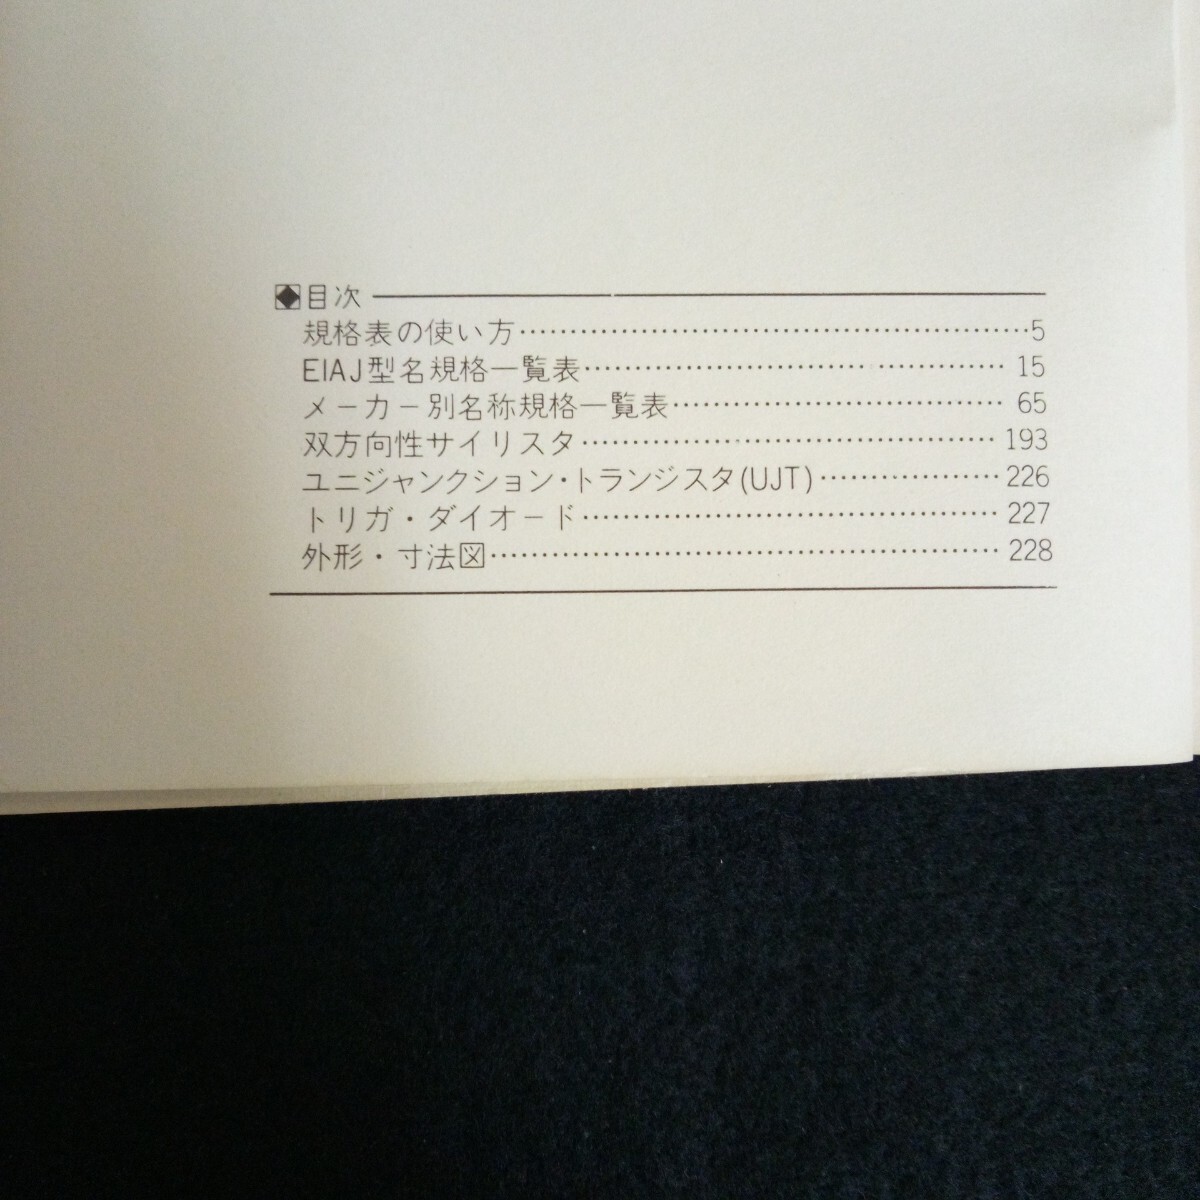 ◆目次
規格表の使い方……………………………………………5
EIAJ型名規格一覧表…………………………………… 15
メーカー別名称規格一覧表…………………………… 65
双方向性サイリスタ…………………………………… 193
ユニジャンクション・トランジスタ(UJT)……………… 226
トリガ・ダイオード…………………………………… 227
外形・寸法図…………………………………………… 228